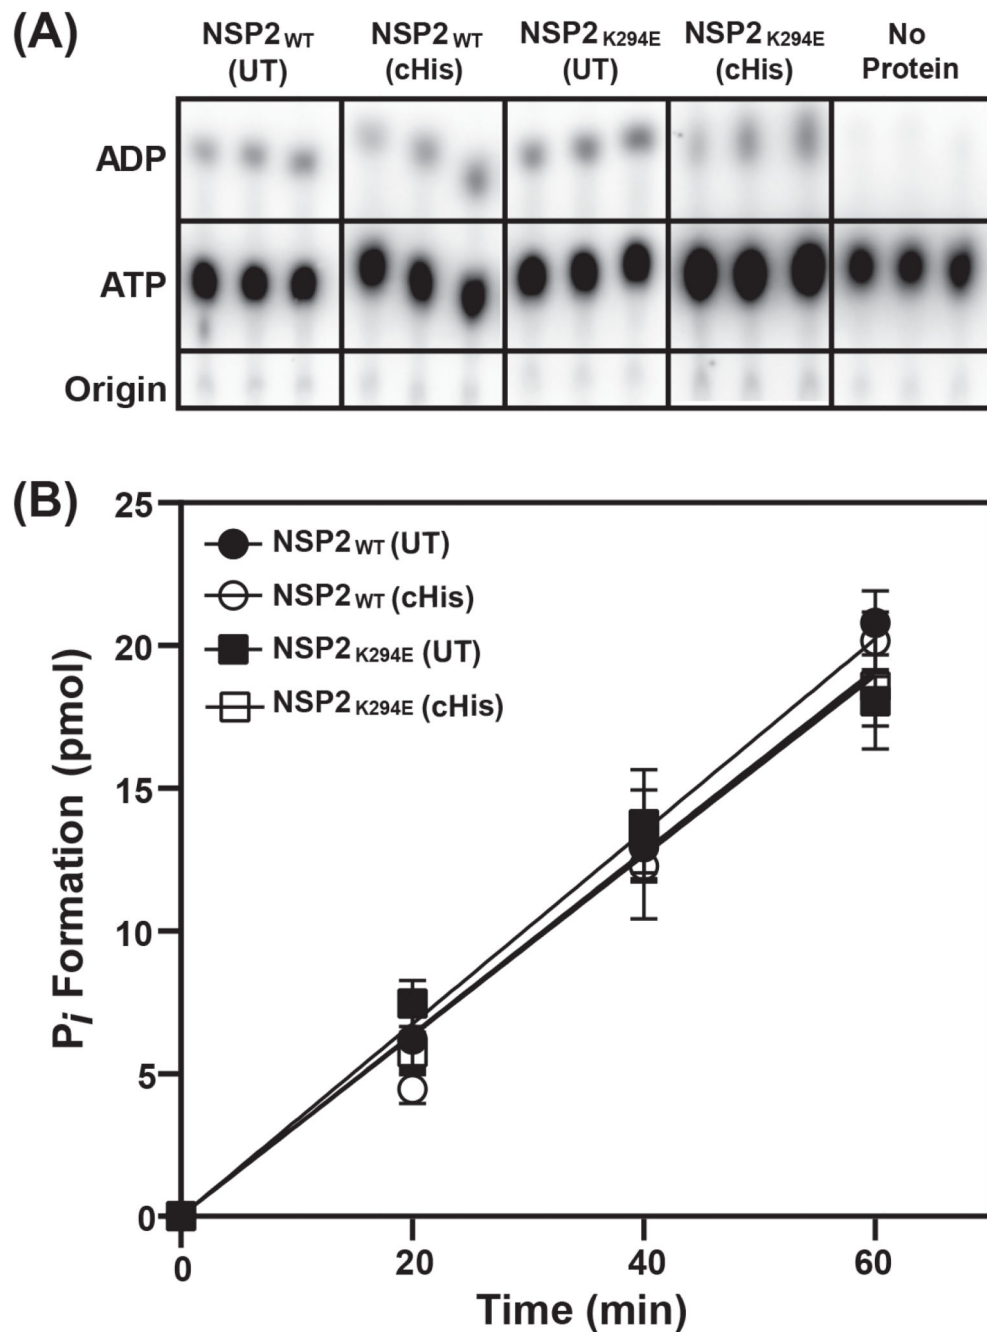 (A)
NSP2WT NSP2WT NSP2K294E NSP2K294E No
(UT) (cHis) (UT) (cHis) Protein
ADP
ATP
Origin
(B)
25
20
15
10
5
0
Pi Formation (pmol)
NSP2WT (UT)
NSP2WT (cHis)
NSP2K294E (UT)
NSP2K294E (cHis)
0 20 40 60
Time (min)